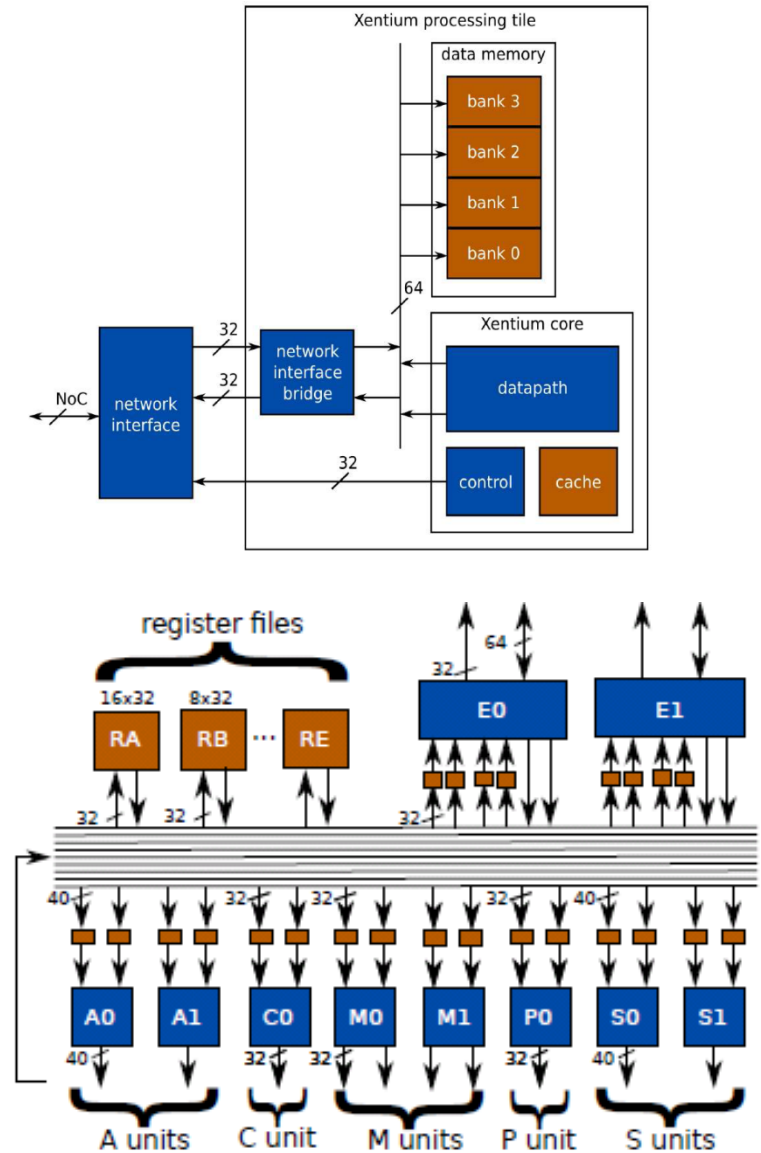 Xentium processing tile
data memory
bank 3
bank 2
bank 1
bank 0
64
Xentium core
32
network
interface
bridge
datapath
32
NoC
network
interface
32
control
cache
register files
64
32
16x32
8x32
E0
E1
RA
RB
...
RE
32
32
32
40
32
32
32
40
A0
A1
C0
M0
M1
P0
S0
S1
40
32
32
32
40
A units
C unit
M units
P unit
S units